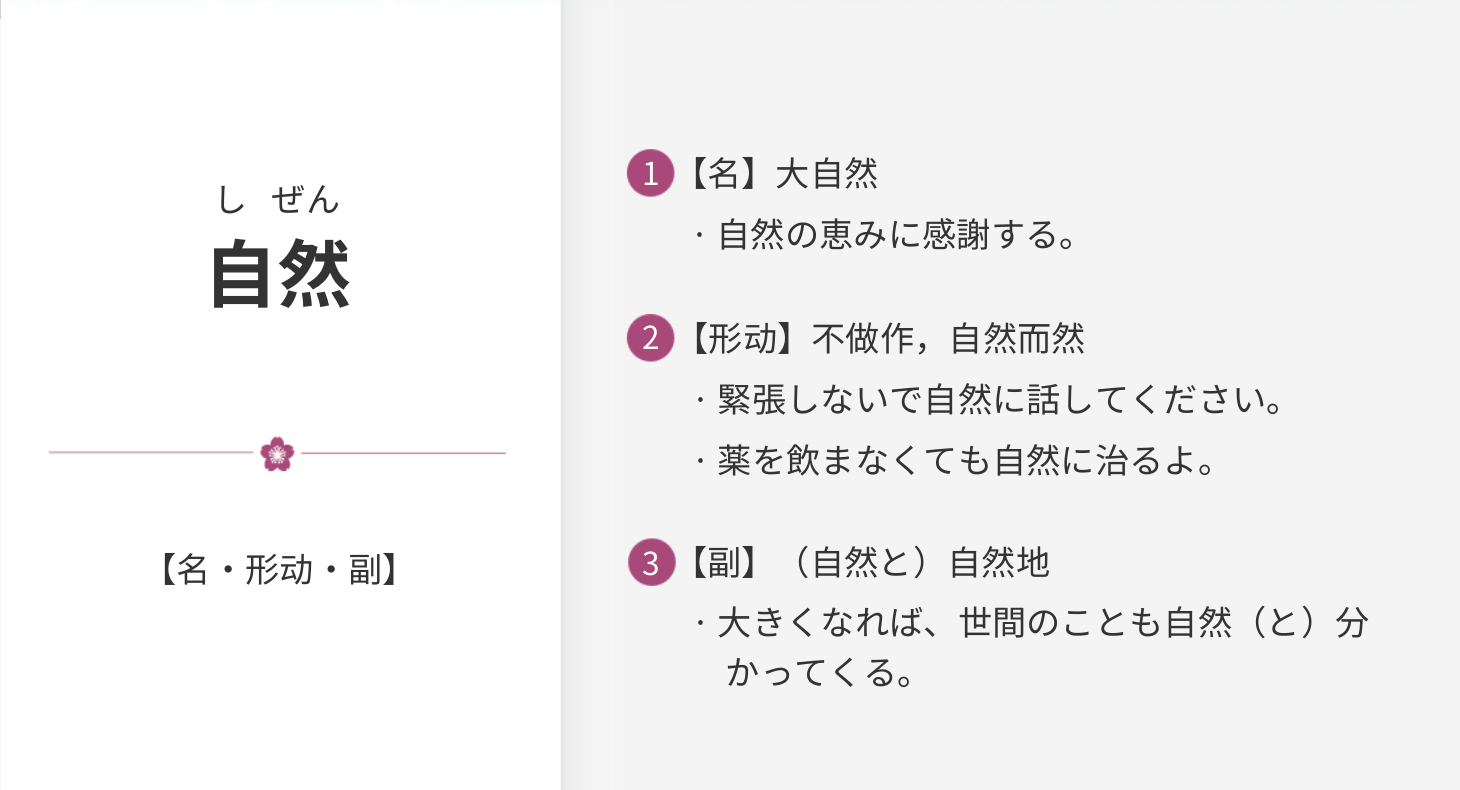 し ぜん
自然
【名・形动・副】
1【名】大自然
・自然の恵みに感謝する。
2【形动】不做作，自然而然
・緊張しないで自然に話してください。
・薬を飲まなくても自然に治るよ。
3【副】（自然と）自然地
・大きくなれば、世間のことも自然（と）分
かってくる。